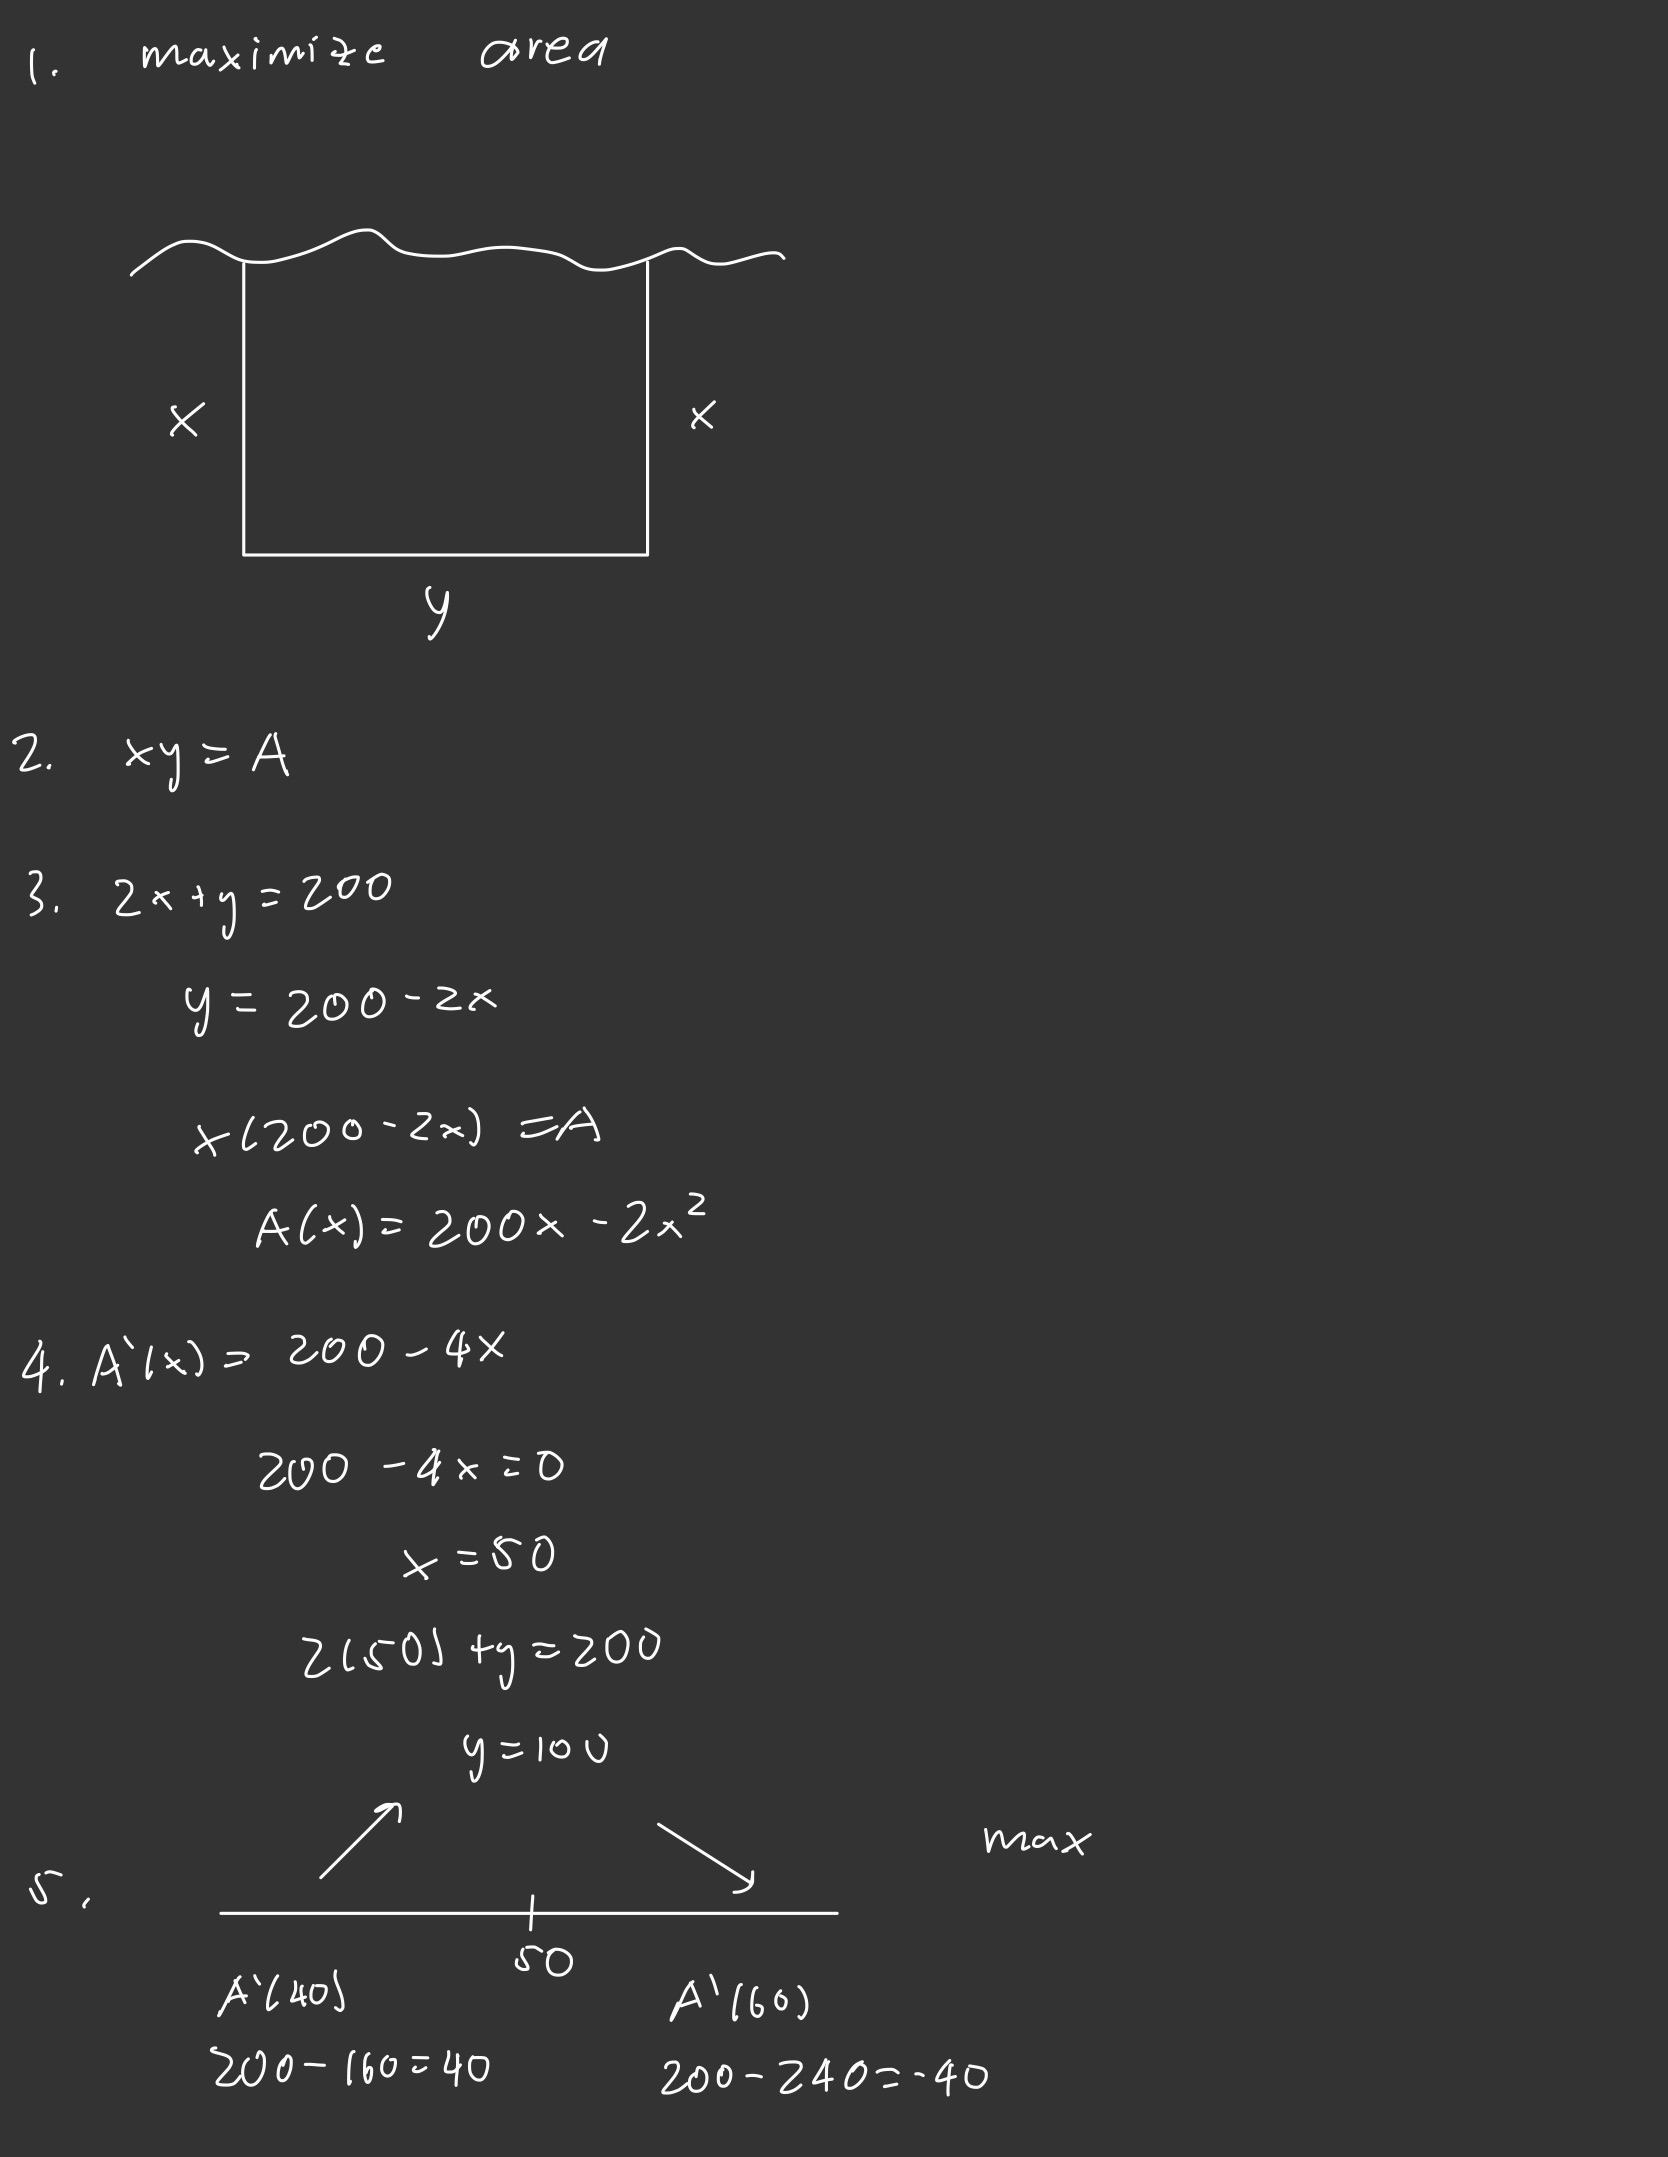 1. maximize area
x x
y
2. xy = A
3. 2x+y = 200
y = 200 - 2x
x(200 - 2x) = A
A(x) = 200x - 2x²
4. A'(x) = 200 - 4x
200 - 4x = 0
x = 50
2(50) + y = 200
y = 100
max
5.
50
A'(40) A'(60)
200 - 160 = 40 200 - 240 = -40